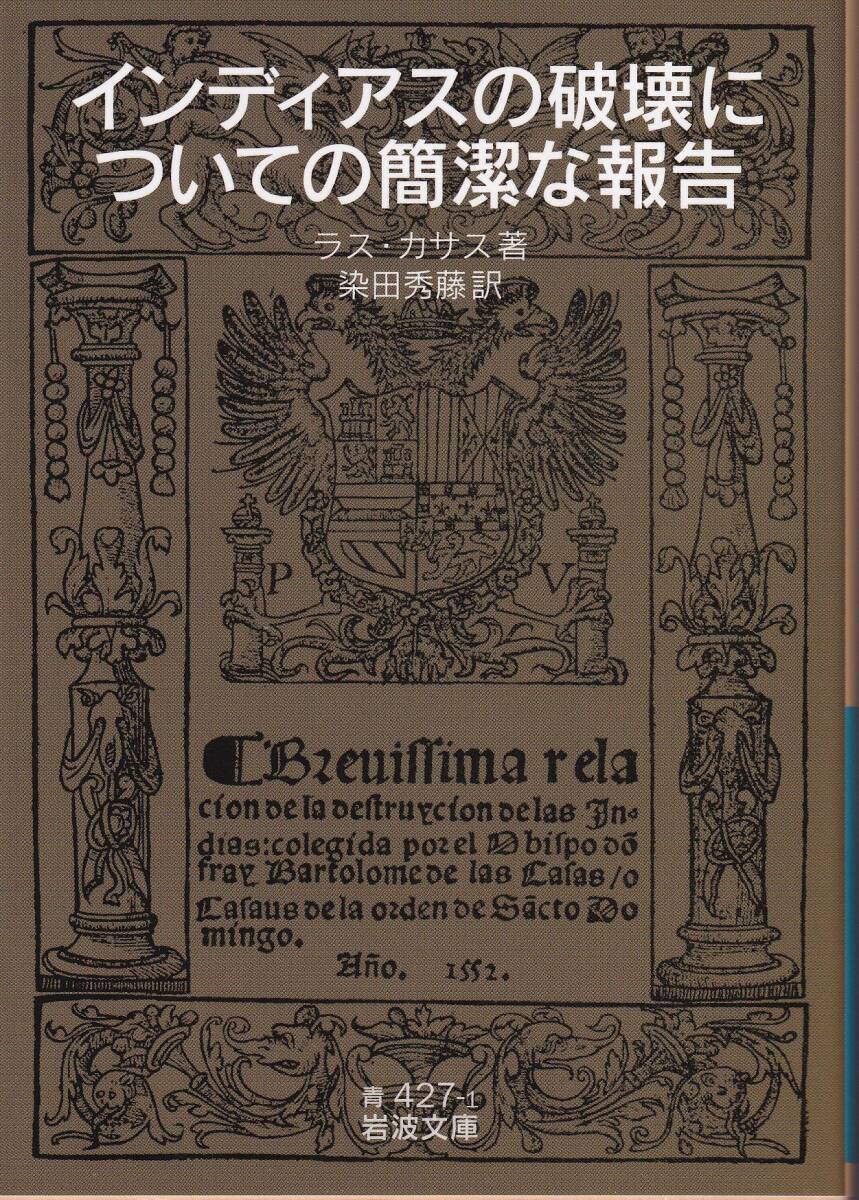 インディアスの破壊に
ついての簡潔な報告
ラス・カサス著
染田秀藤訳
P V
Breuissima rela
cion de la destruycion de las In-
dias: colegida por el Obispo dõ
fray Bartolome de las Casas/o
Casaus de la orden de Sãcto Do
mingo.
Año. 1552.
青 427-1
岩波文庫